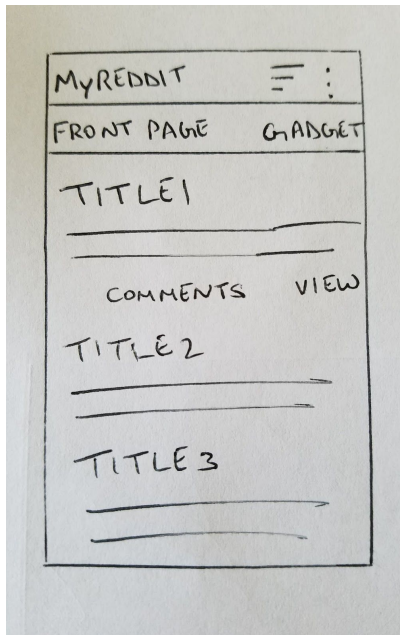 MyREDDIT
FRONT PAGE GADGET
TITLE1
COMMENTS VIEW
TITLE2
TITLE3